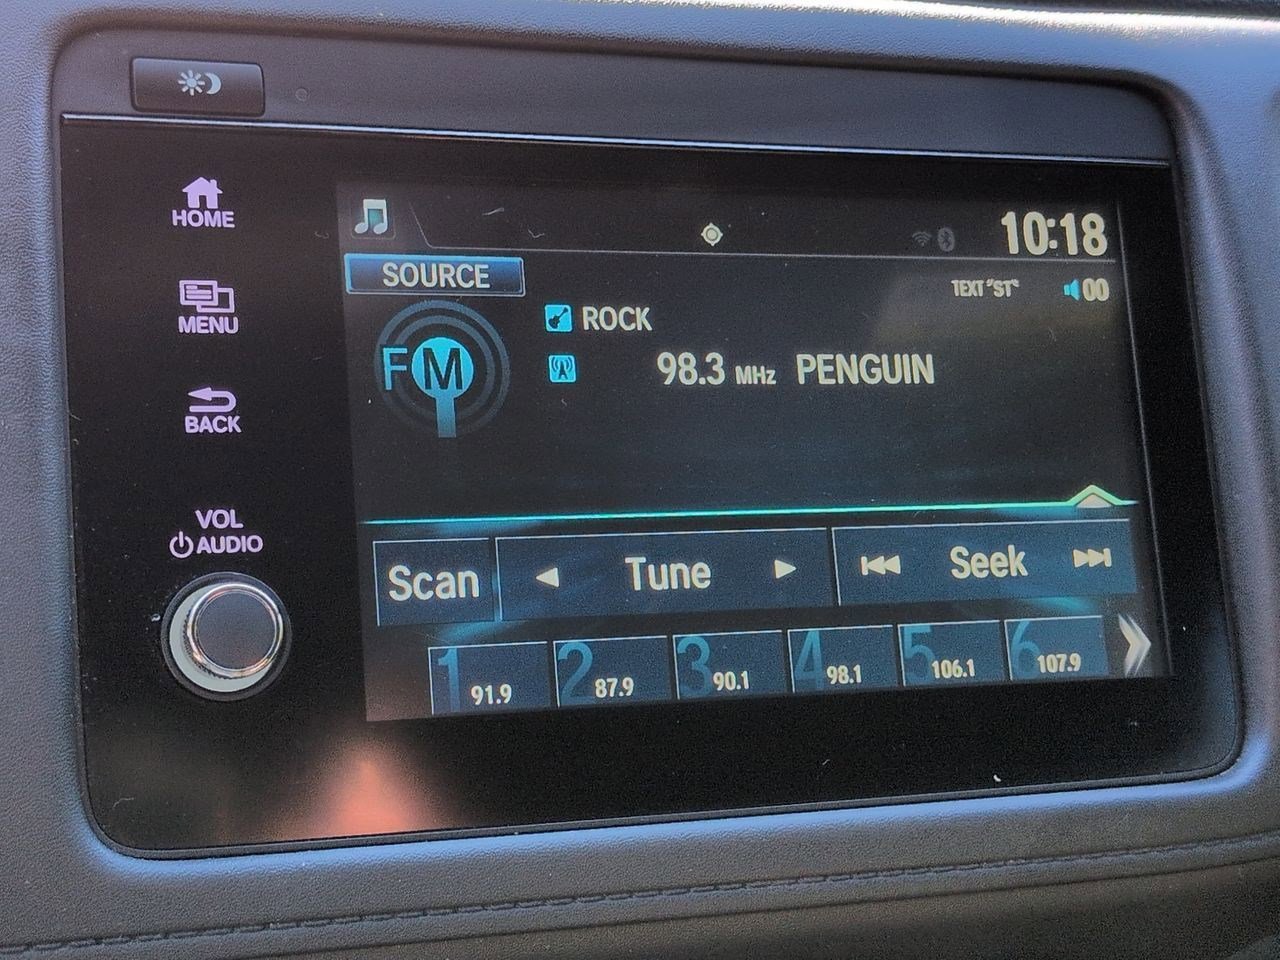 HOME
MENU
BACK
VOL
AUDIO
10:18
SOURCE
TEXT "ST"
00
FM
ROCK
98.3 MHz PENGUIN
Scan
Tune
Seek
1 91.9
2 87.9
3 90.1
4 98.1
5 106.1
6 107.9